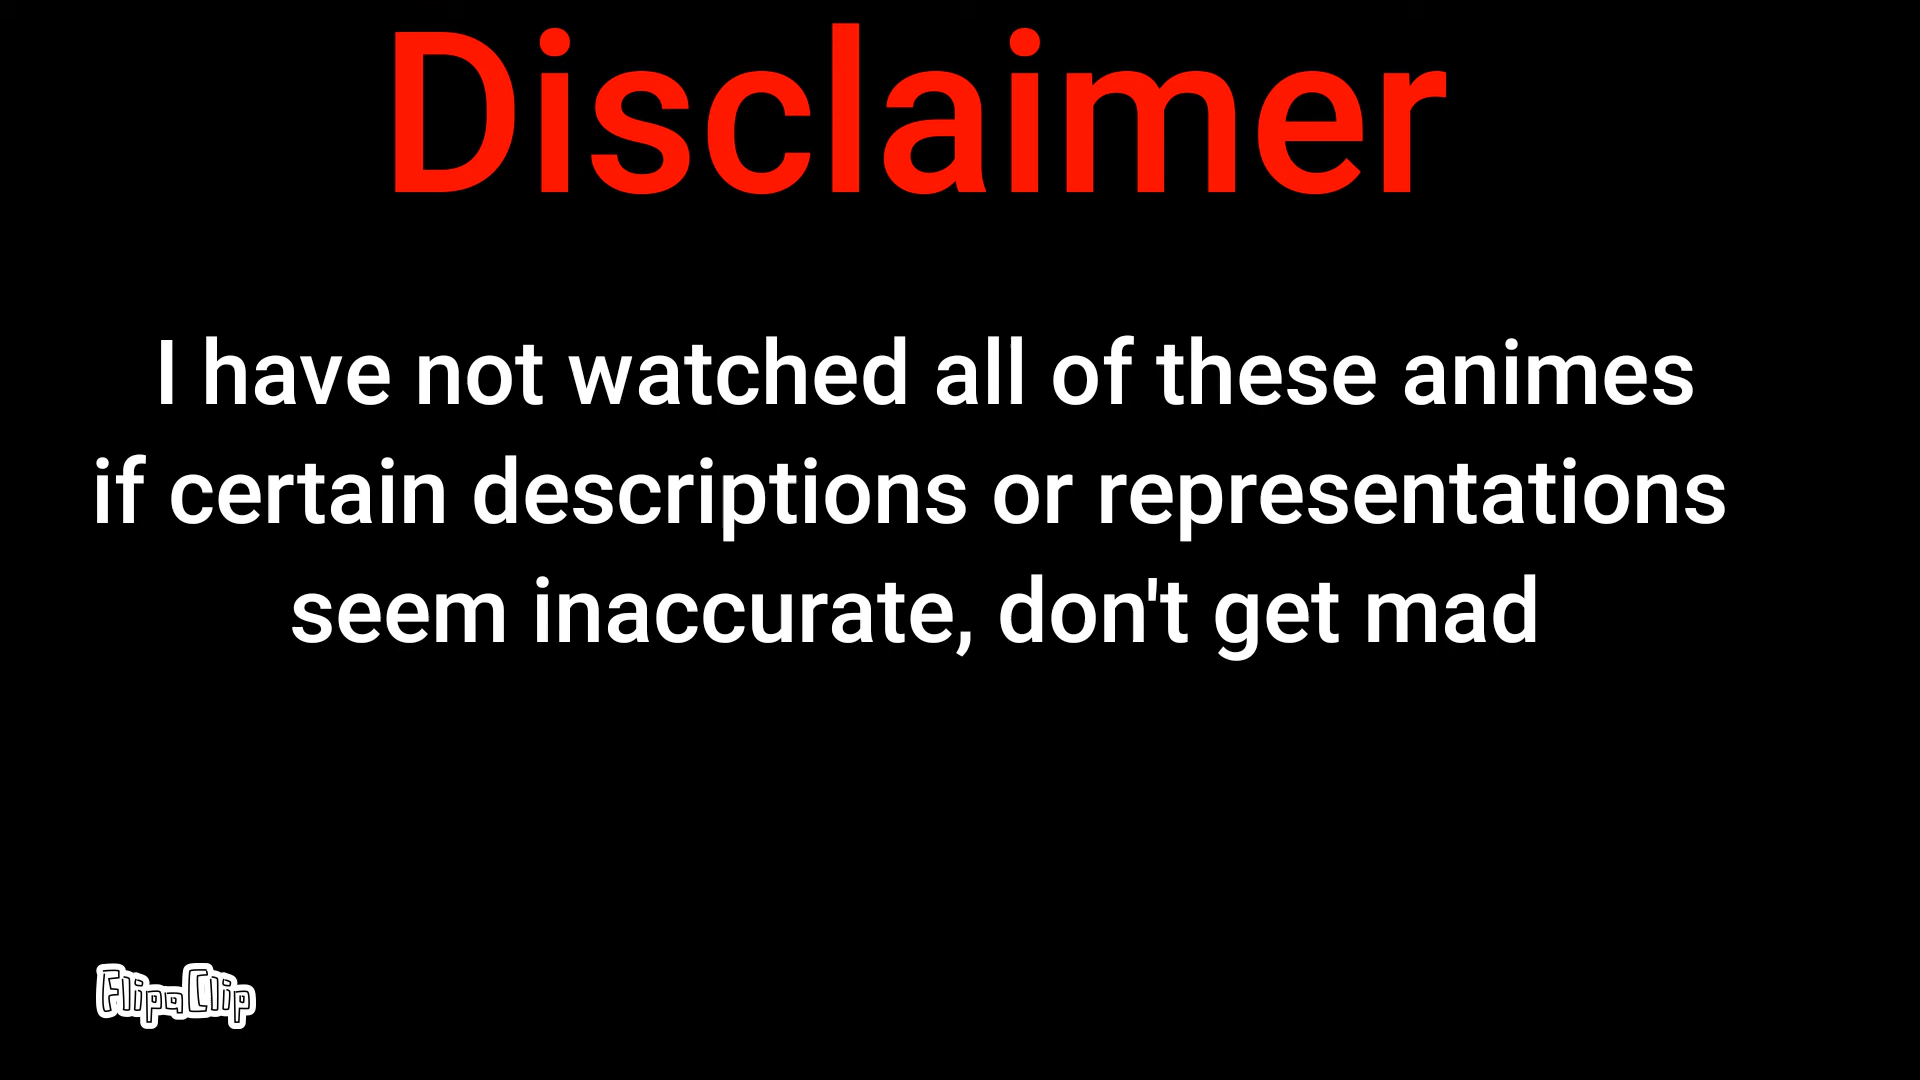 Disclaimer
I have not watched all of these animes
if certain descriptions or representations
seem inaccurate, don't get mad
FlipaClip